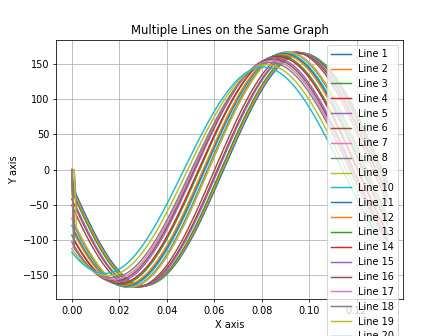 Multiple Lines on the Same Graph
150
100
50
0
−50
−100
−150
Y axis
0.00
0.02
0.04
0.06
0.08
0.10
X axis
Line 1
Line 2
Line 3
Line 4
Line 5
Line 6
Line 7
Line 8
Line 9
Line 10
Line 11
Line 12
Line 13
Line 14
Line 15
Line 16
Line 17
Line 18
Line 19
Line 20